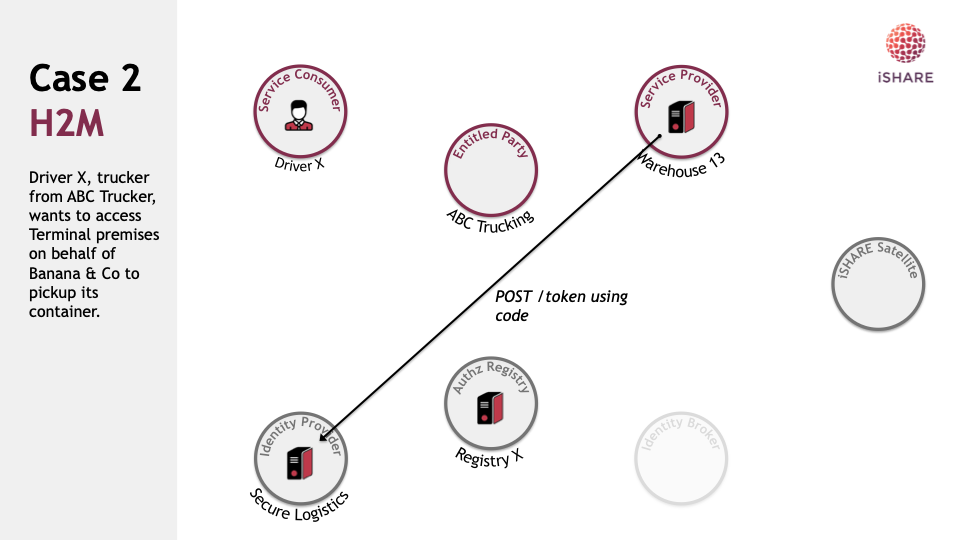 Case 2
H2M
Driver X, trucker
from ABC Trucker,
wants to access
Terminal premises
on behalf of
Banana & Co to
pickup its
container.
iSHARE
Service Consumer
Driver X
Entitled Party
ABC Trucking
Service Provider
Warehouse 13
iSHARE Satellite
POST /token using
code
Authz Registry
Registry X
Identity Provider
Secure Logistics
Identity Broker